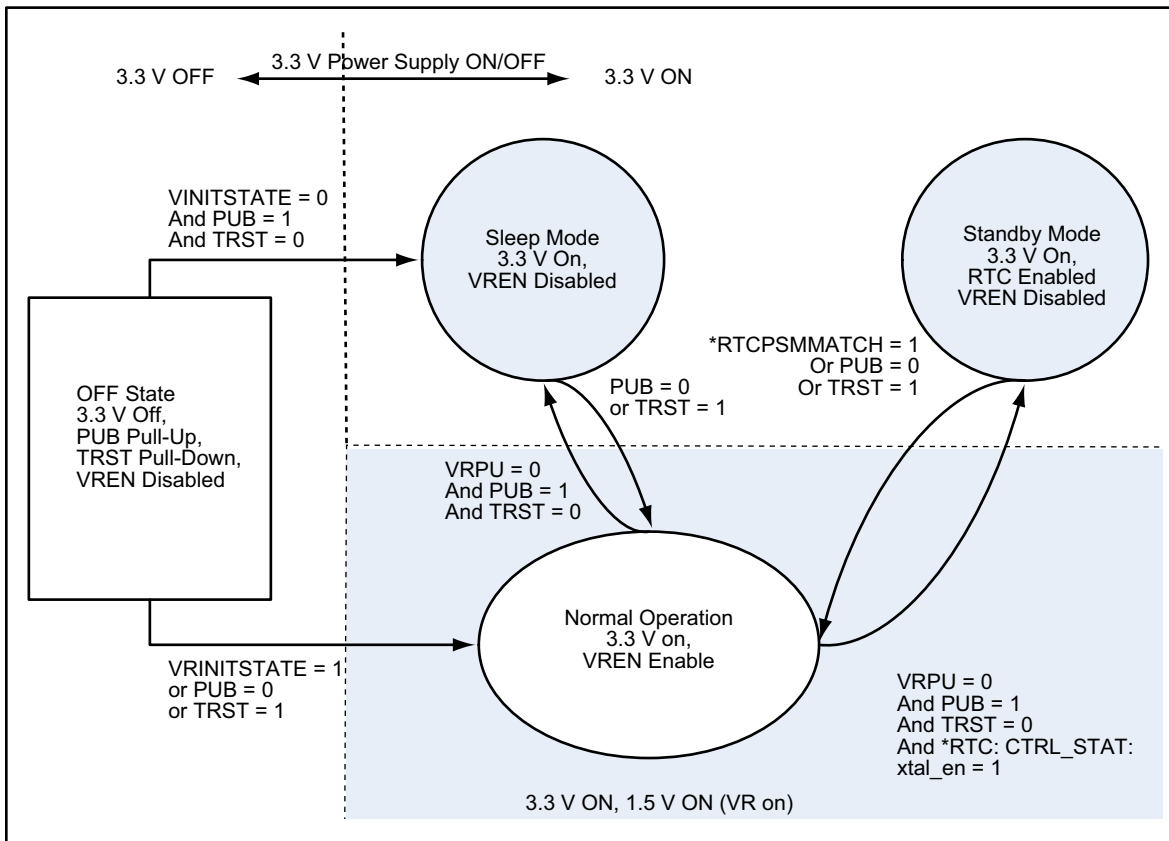 3.3 V Power Supply ON/OFF
3.3 V OFF
3.3 V ON
VINITSTATE = 0
And PUB = 1
And TRST = 0
Sleep Mode
3.3 V On,
VREN Disabled
Standby Mode
3.3 V On,
RTC Enabled
VREN Disabled
*RTCPSMMATCH = 1
Or PUB = 0
Or TRST = 1
PUB = 0
or TRST = 1
OFF State
3.3 V Off,
PUB Pull-Up,
TRST Pull-Down,
VREN Disabled
VRPU = 0
And PUB = 1
And TRST = 0
Normal Operation
3.3 V on,
VREN Enable
VRINITSTATE = 1
or PUB = 0
or TRST = 1
VRPU = 0
And PUB = 1
And TRST = 0
And *RTC: CTRL_STAT:
xtal_en = 1
3.3 V ON, 1.5 V ON (VR on)